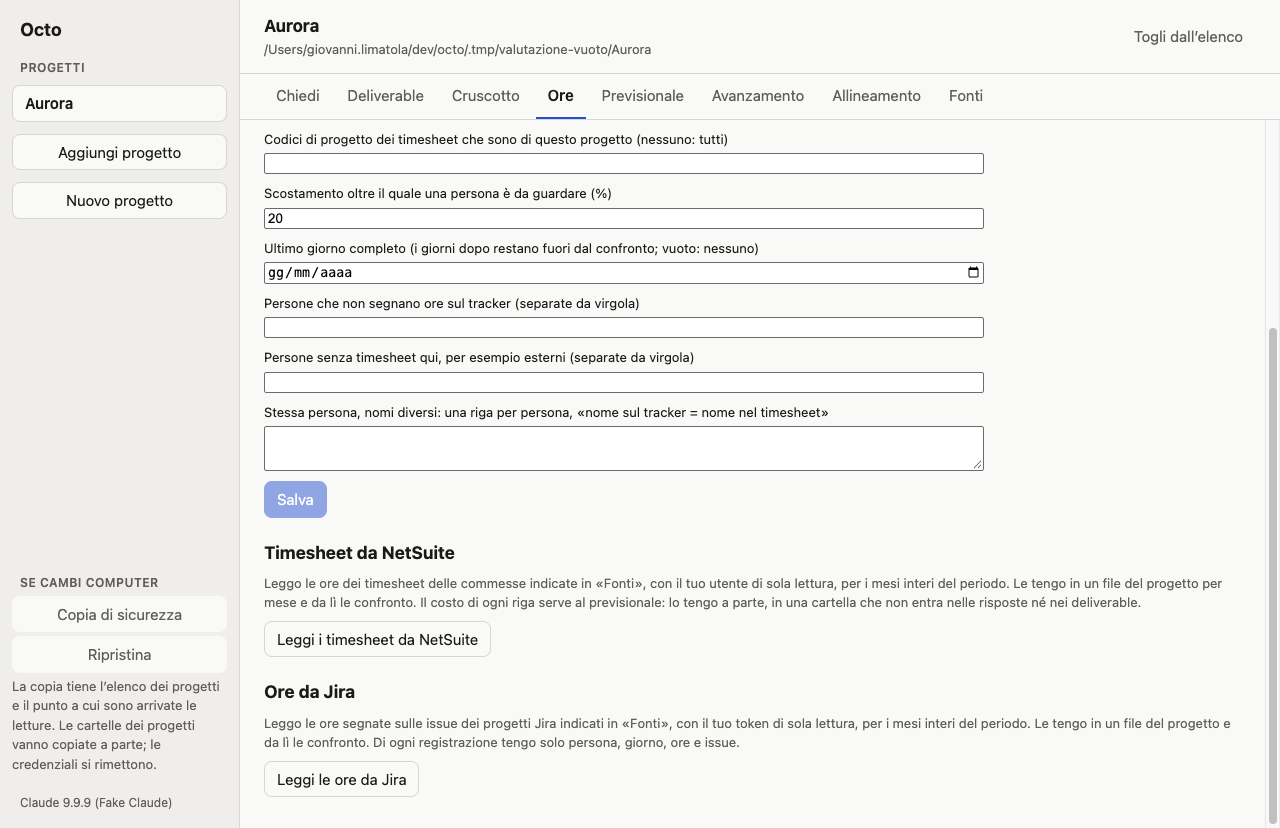 Octo
PROGETTI
Aurora
Aggiungi progetto
Nuovo progetto
SE CAMBI COMPUTER
Copia di sicurezza
Ripristina
La copia tiene l’elenco dei progetti
e il punto a cui sono arrivate le
letture. Le cartelle dei progetti
vanno copiate a parte; le
credenziali si rimettono.
Claude 9.9.9 (Fake Claude)
Aurora
/Users/giovanni.limatola/dev/octo/.tmp/valutazione-vuoto/Aurora
Togli dall’elenco
Chiedi Deliverable Cruscotto Ore Previsionale Avanzamento Allineamento Fonti
Codici di progetto dei timesheet che sono di questo progetto (nessuno: tutti)
Scostamento oltre il quale una persona è da guardare (%)
20
Ultimo giorno completo (i giorni dopo restano fuori dal confronto; vuoto: nessuno)
gg/mm/aaaa
Persone che non segnano ore sul tracker (separate da virgola)
Persone senza timesheet qui, per esempio esterni (separate da virgola)
Stessa persona, nomi diversi: una riga per persona, «nome sul tracker = nome nel timesheet»
Salva
Timesheet da NetSuite
Leggo le ore dei timesheet delle commesse indicate in «Fonti», con il tuo utente di sola lettura, per i mesi interi del periodo. Le tengo in un file del progetto per
mese e da lì le confronto. Il costo di ogni riga serve al previsionale: lo tengo a parte, in una cartella che non entra nelle risposte né nei deliverable.
Leggi i timesheet da NetSuite
Ore da Jira
Leggo le ore segnate sulle issue dei progetti Jira indicati in «Fonti», con il tuo token di sola lettura, per i mesi interi del periodo. Le tengo in un file del progetto e
da lì le confronto. Di ogni registrazione tengo solo persona, giorno, ore e issue.
Leggi le ore da Jira